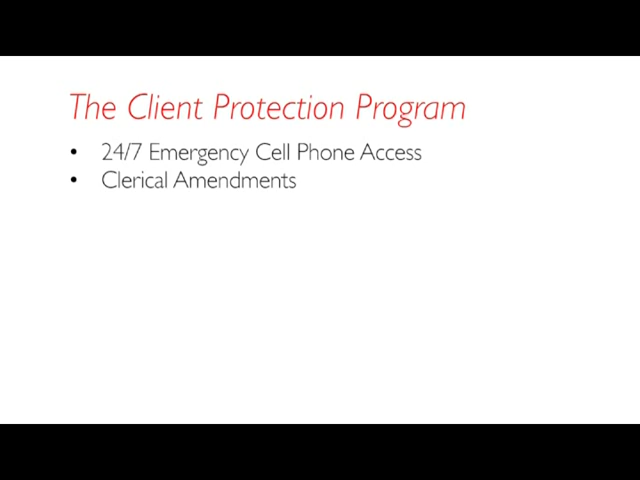 The Client Protection Program
• 24/7 Emergency Cell Phone Access
• Clerical Amendments